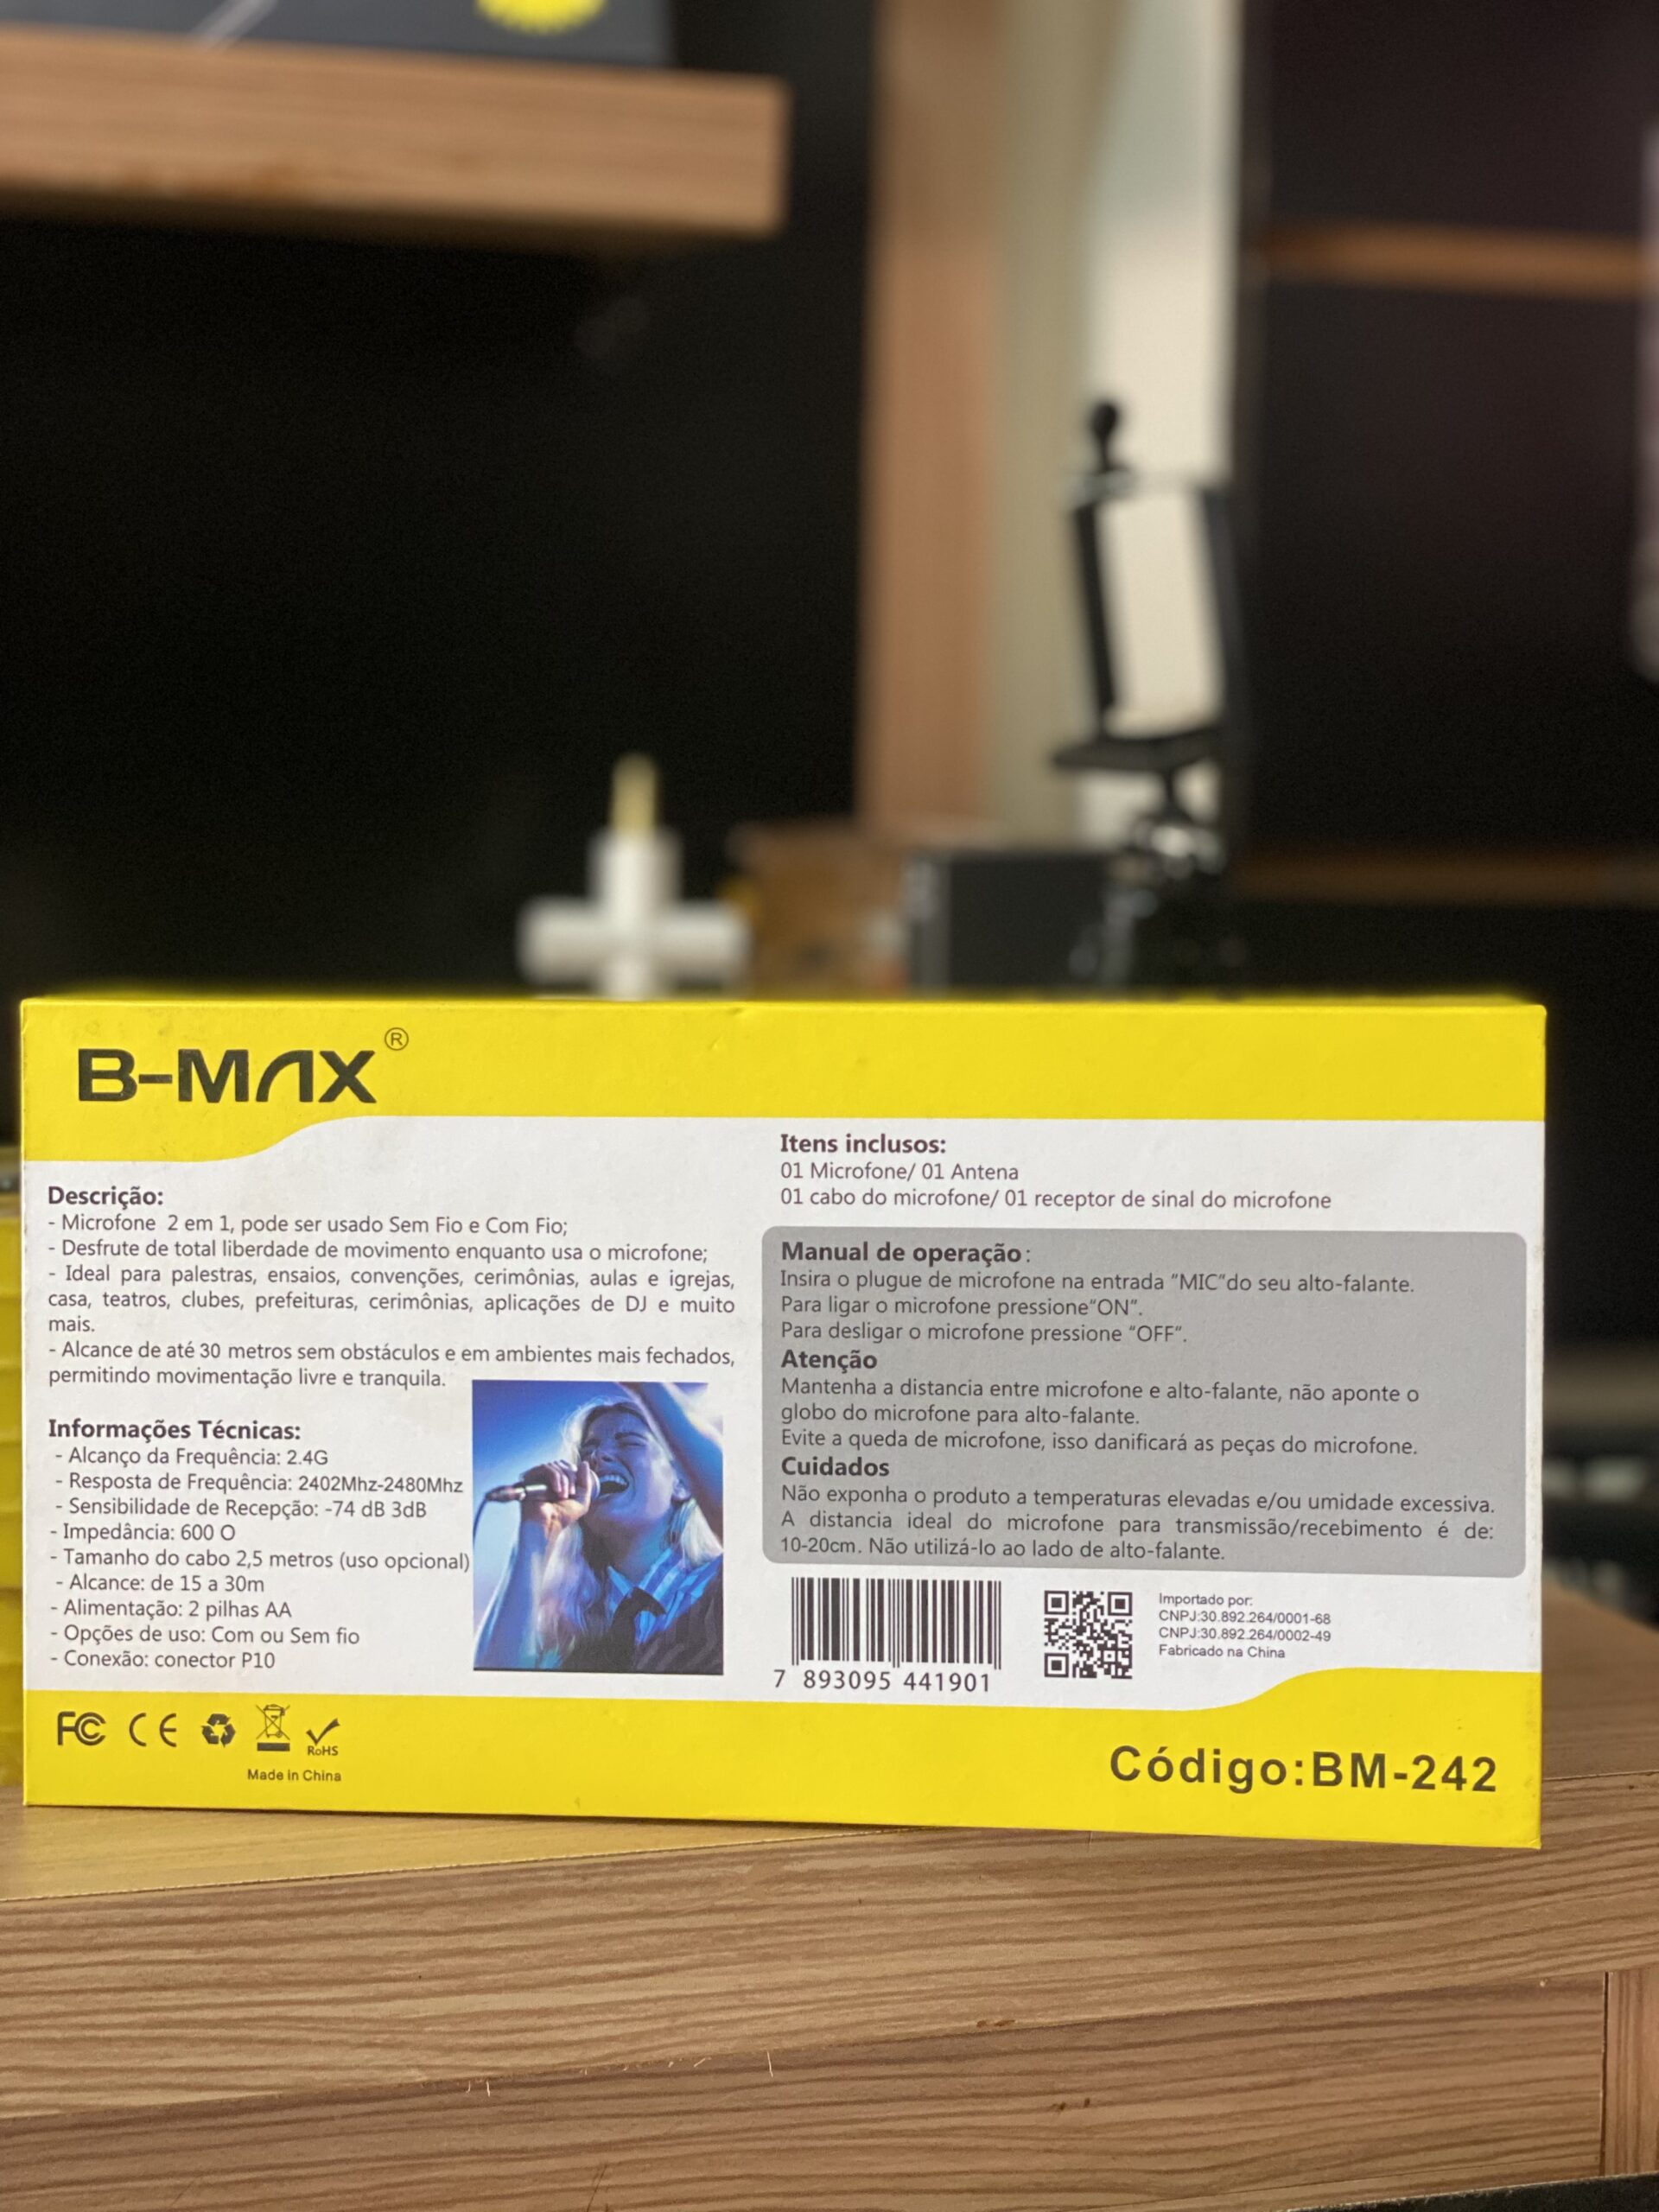 B-MAX®
Descrição:
- Microfone 2 em 1, pode ser usado Sem Fio e Com Fio;
- Desfrute de total liberdade de movimento enquanto usa o microfone;
- Ideal para palestras, ensaios, convenções, cerimônias, aulas e igrejas,
casa, teatros, clubes, prefeituras, cerimônias, aplicações de DJ e muito
mais.
- Alcance de até 30 metros sem obstáculos e em ambientes mais fechados,
permitindo movimentação livre e tranquila.
Informações Técnicas:
- Alcanço da Frequência: 2.4G
- Resposta de Frequência: 2402Mhz-2480Mhz
- Sensibilidade de Recepção: -74 dB 3dB
- Impedância: 600 O
- Tamanho do cabo 2,5 metros (uso opcional)
- Alcance: de 15 a 30m
- Alimentação: 2 pilhas AA
- Opções de uso: Com ou Sem fio
- Conexão: conector P10
FC CE
RoHS
Made in China
Itens inclusos:
01 Microfone/ 01 Antena
01 cabo do microfone/ 01 receptor de sinal do microfone
Manual de operação:
Insira o plugue de microfone na entrada “MIC”do seu alto-falante.
Para ligar o microfone pressione“ON”.
Para desligar o microfone pressione “OFF”.
Atenção
Mantenha a distancia entre microfone e alto-falante, não aponte o
globo do microfone para alto-falante.
Evite a queda de microfone, isso danificará as peças do microfone.
Cuidados
Não exponha o produto a temperaturas elevadas e/ou umidade excessiva.
A distancia ideal do microfone para transmissão/recebimento é de:
10-20cm. Não utilizá-lo ao lado de alto-falante.
7 893095 441901
Importado por:
CNPJ:30.892.264/0001-68
CNPJ:30.892.264/0002-49
Fabricado na China
Código:BM-242